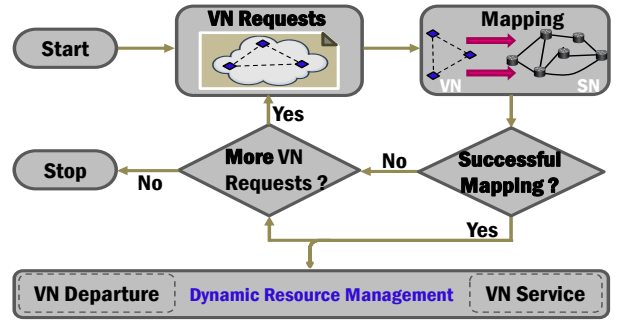 Start
VN Requests
Mapping
VN
SN
Yes
Stop
No
More VN
Requests ?
No
Successful
Mapping ?
Yes
VN Departure
Dynamic Resource Management
VN Service